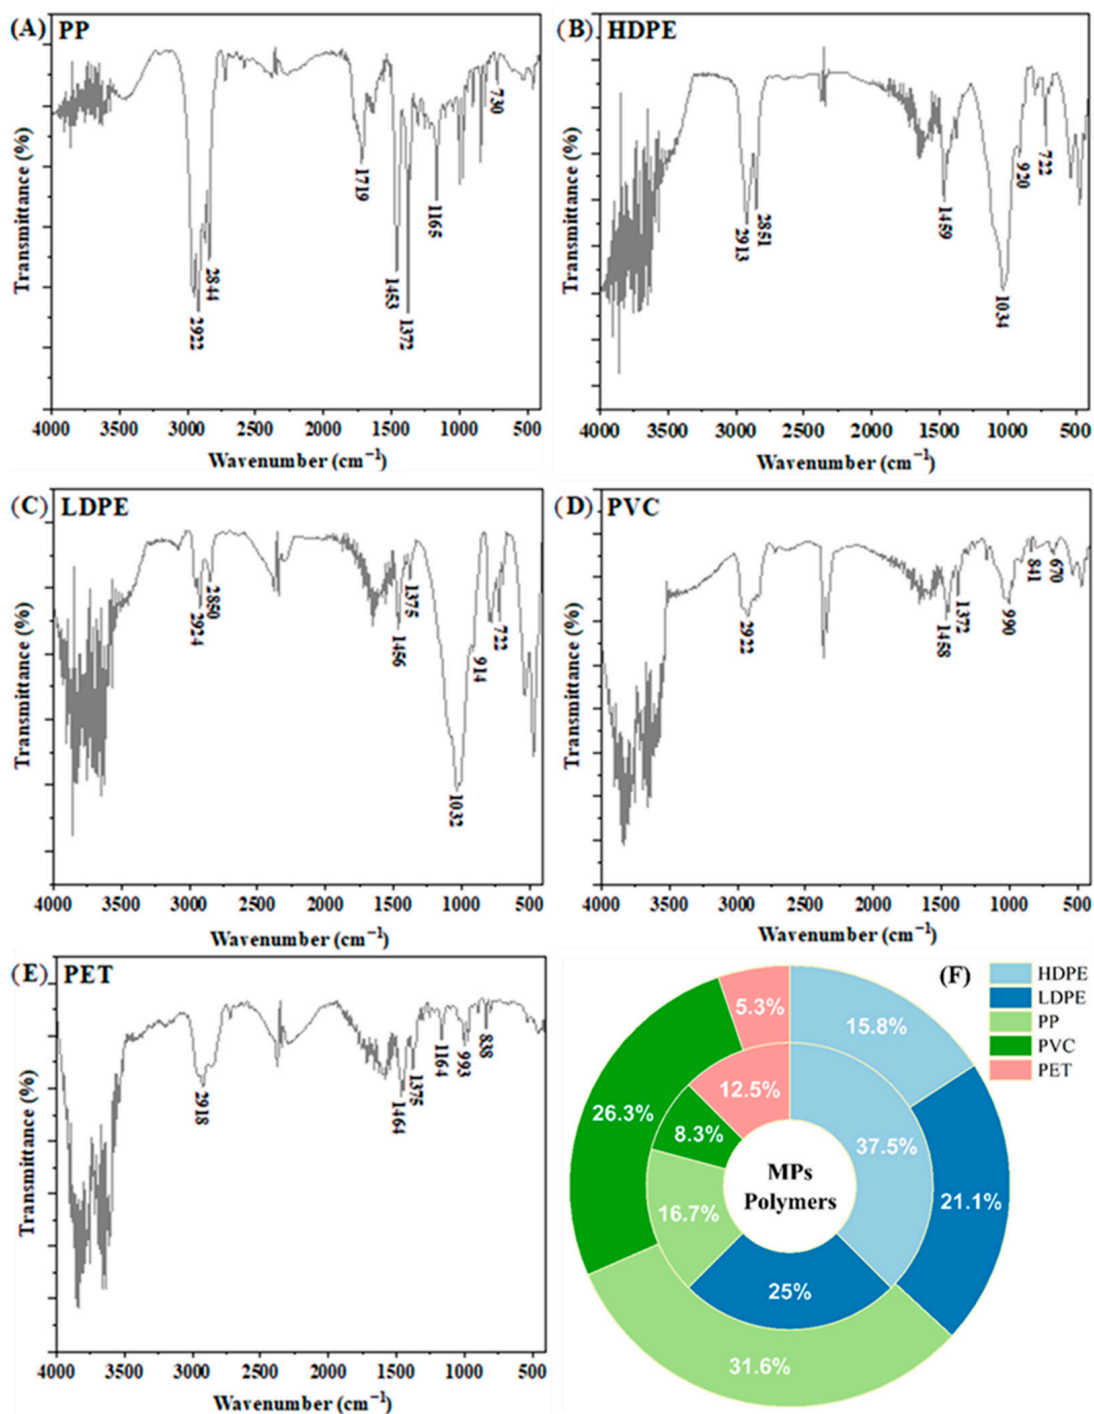 (A) PP
Transmittance (%)
2922
2844
1719
1453
1372
1165
730
4000 3500 3000 2500 2000 1500 1000 500
Wavenumber (cm⁻¹)
(B) HDPE
Transmittance (%)
2913
2851
1459
1034
920
722
4000 3500 3000 2500 2000 1500 1000 500
Wavenumber (cm⁻¹)
(C) LDPE
Transmittance (%)
2924
2850
1456
1375
1032
914
722
4000 3500 3000 2500 2000 1500 1000 500
Wavenumber (cm⁻¹)
(D) PVC
Transmittance (%)
2922
1458
1372
990
841
670
4000 3500 3000 2500 2000 1500 1000 500
Wavenumber (cm⁻¹)
(E) PET
Transmittance (%)
2918
1464
1375
1164
993
838
4000 3500 3000 2500 2000 1500 1000 500
Wavenumber (cm⁻¹)
(F)
HDPE
LDPE
PP
PVC
PET
5.3%
15.8%
26.3%
12.5%
8.3%
37.5%
MPs
Polymers
21.1%
16.7%
25%
31.6%